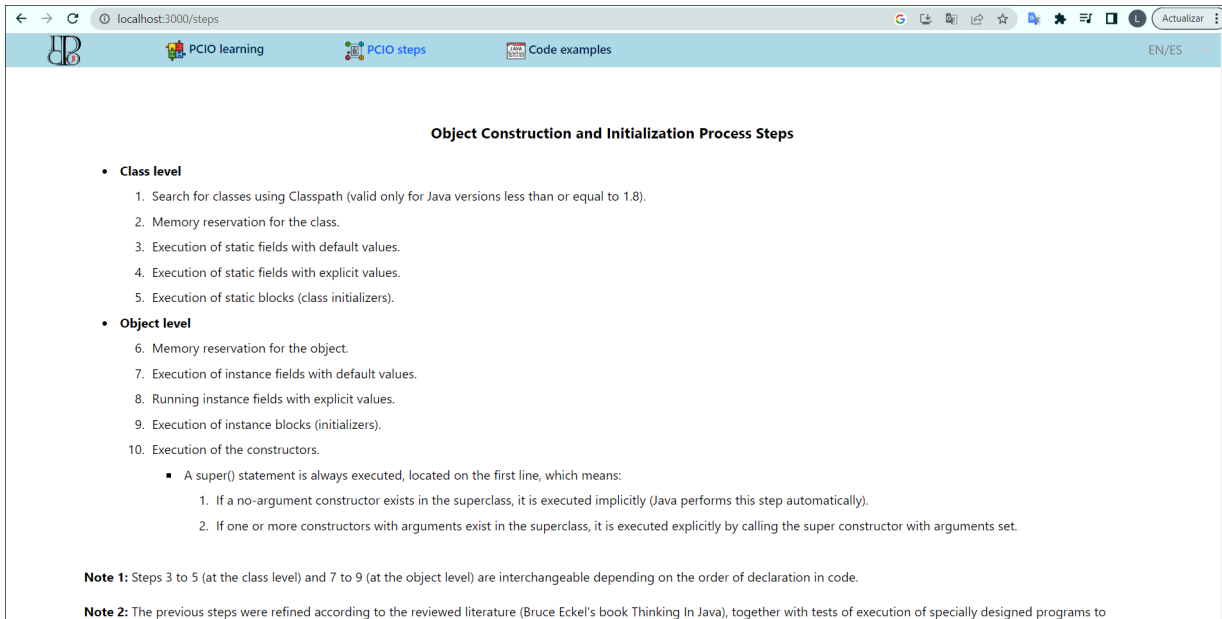 localhost:3000/steps
L
Actualizar
PCIO learning
PCIO steps
Code examples
EN/ES
Object Construction and Initialization Process Steps
• Class level
1. Search for classes using Classpath (valid only for Java versions less than or equal to 1.8).
2. Memory reservation for the class.
3. Execution of static fields with default values.
4. Execution of static fields with explicit values.
5. Execution of static blocks (class initializers).
• Object level
6. Memory reservation for the object.
7. Execution of instance fields with default values.
8. Running instance fields with explicit values.
9. Execution of instance blocks (initializers).
10. Execution of the constructors.
▪ A super() statement is always executed, located on the first line, which means:
1. If a no-argument constructor exists in the superclass, it is executed implicitly (Java performs this step automatically).
2. If one or more constructors with arguments exist in the superclass, it is executed explicitly by calling the super constructor with arguments set.
Note 1: Steps 3 to 5 (at the class level) and 7 to 9 (at the object level) are interchangeable depending on the order of declaration in code.
Note 2: The previous steps were refined according to the reviewed literature (Bruce Eckel's book Thinking In Java), together with tests of execution of specially designed programs to